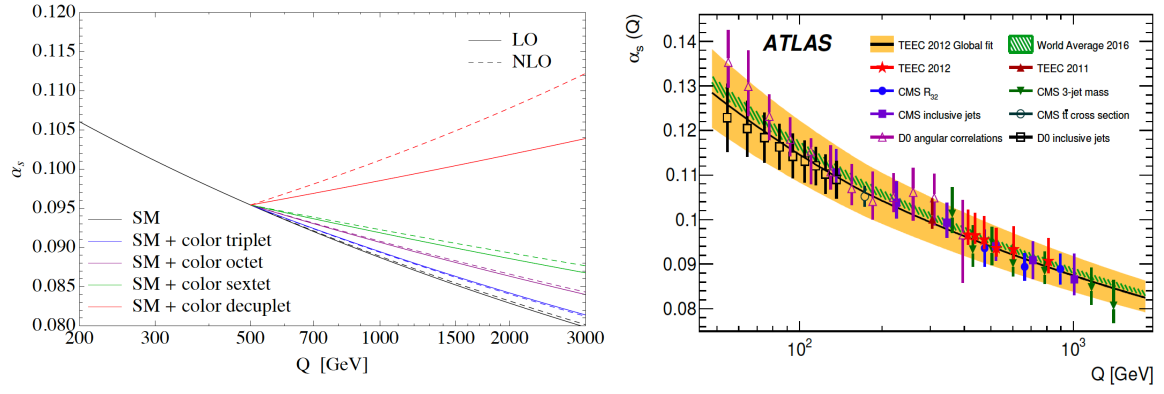 0.120
0.115
0.110
0.105
0.100
0.095
0.090
0.085
0.080
α_s
LO
NLO
SM
SM + color triplet
SM + color octet
SM + color sextet
SM + color decuplet
200 300 500 700 1000 1500 2000 3000
Q [GeV]
α_s (Q)
0.14
0.13
0.12
0.11
0.1
0.09
0.08
ATLAS
TEEC 2012 Global fit World Average 2016
TEEC 2012 TEEC 2011
CMS R_32 CMS 3-jet mass
CMS inclusive jets CMS tt̄ cross section
D0 angular correlations D0 inclusive jets
10^2 10^3
Q [GeV]